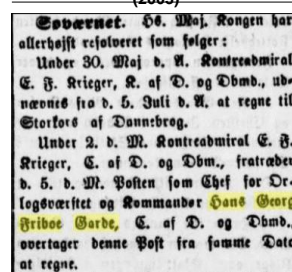 (2003)
Søværnet. Hs. Maj. Kongen har
allerhøist resolveret som følger:
Under 30. Maj d. A. Kontreadmiral
E. F. Krieger, K. af D. og Dbmd., ud-
nævnes fra d. 5. Juli d. A. at regne til
Storkors af Dannebrog.
Under 2. d. M. Kontreadmiral E. F.
Krieger, C. af D. og Dbm., fratræder
d. 5. d. M. Posten som Chef for Or-
logsværftet og Kommandør Hans Georg
Friboe Garde, C. af D. og Dbmd.,
overtager denne Post fra samme Dato
at regne.